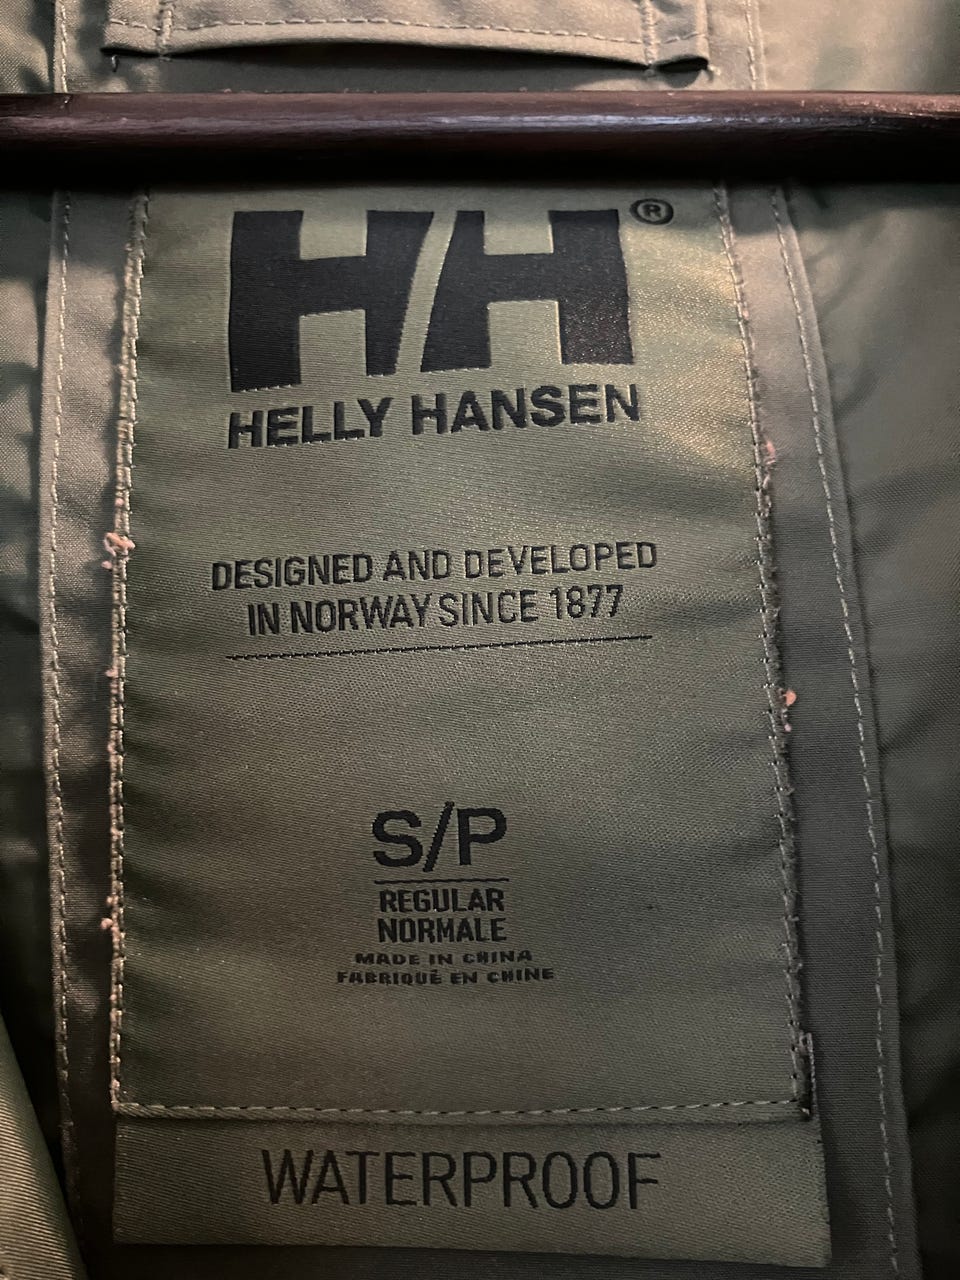 HH®
HELLY HANSEN
DESIGNED AND DEVELOPED
IN NORWAY SINCE 1877
S/P
REGULAR
NORMALE
MADE IN CHINA
FABRIQUÉ EN CHINE
WATERPROOF